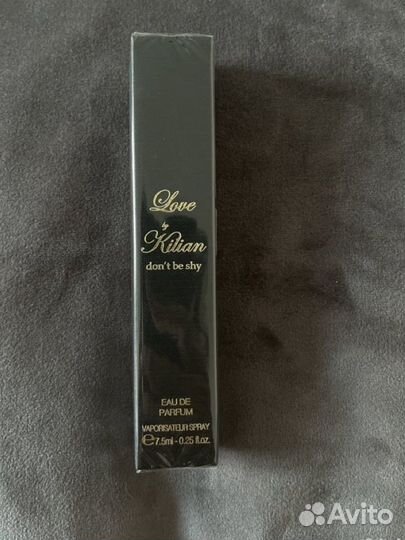 Love
by
Kilian
don't be shy
EAU DE
PARFUM
VAPORISATEUR SPRAY
℮7.5ml - 0.25 fl.oz.
Avito